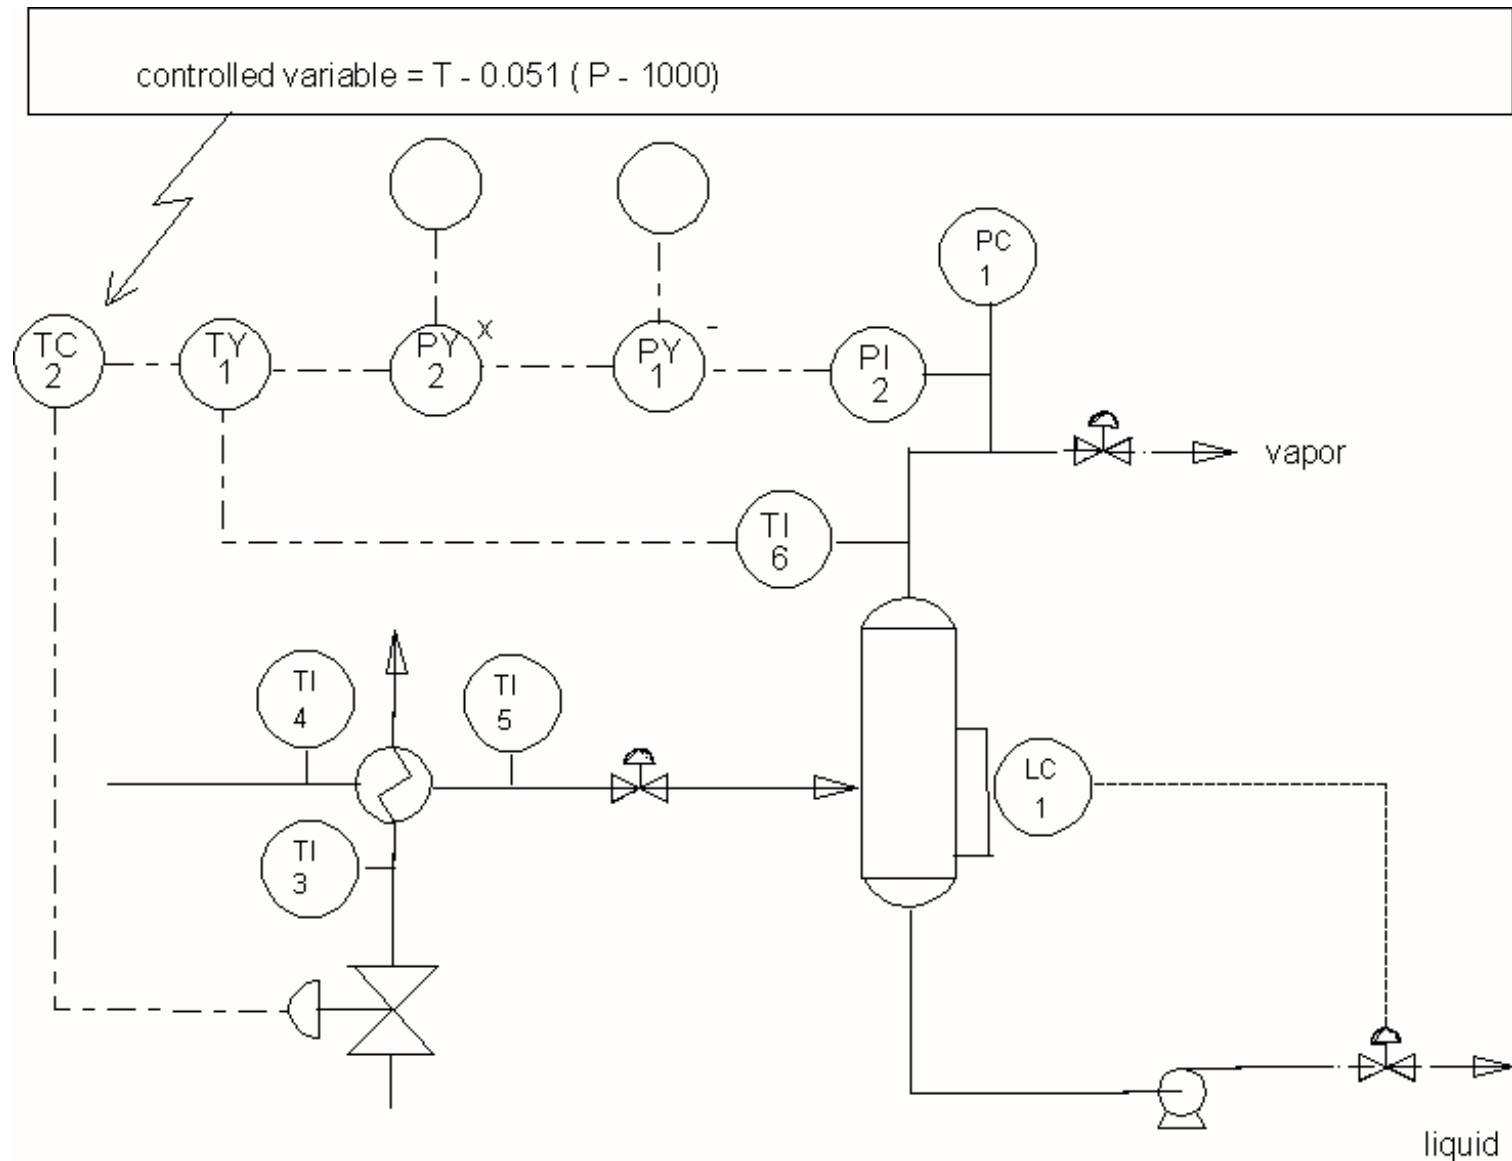 controlled variable = T - 0.051 ( P - 1000)
PC
1
TC
2
TY
1
PY
2
x
PY
1
-
PI
2
vapor
TI
6
TI
4
TI
5
LC
1
TI
3
liquid